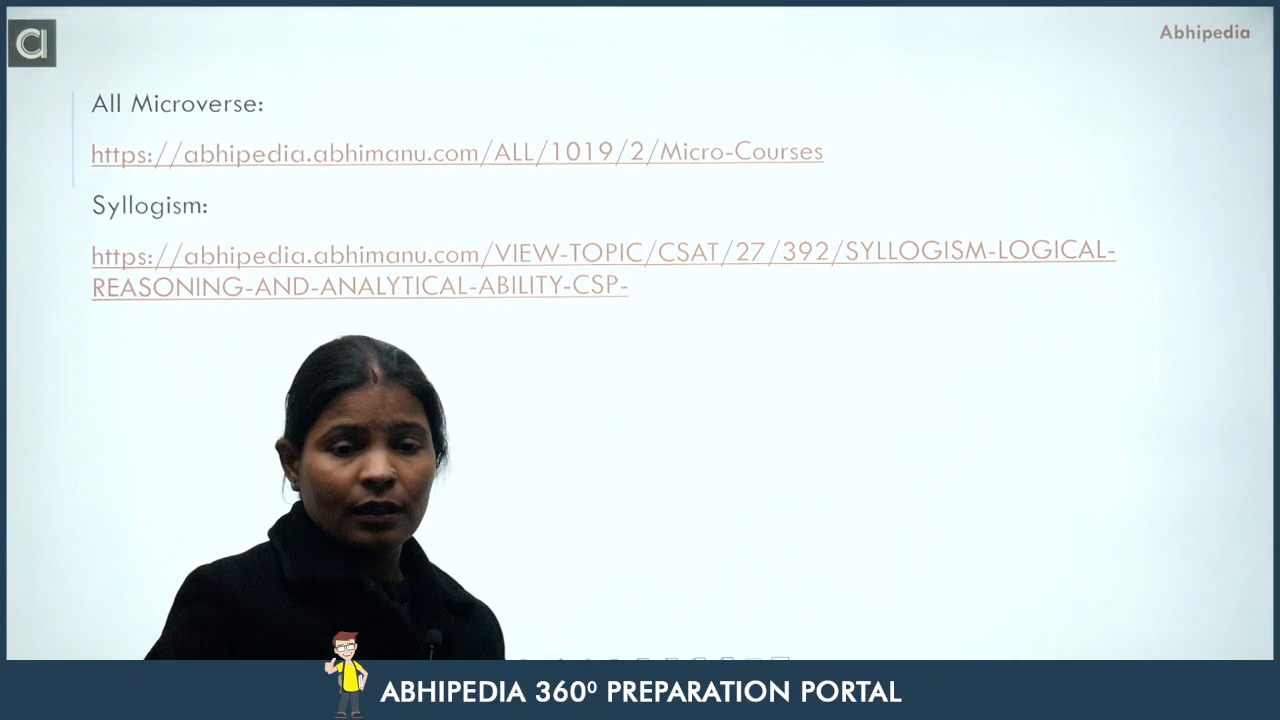 Abhipedia
All Microverse:
https://abhipedia.abhimanu.com/ALL/1019/2/Micro-Courses
Syllogism:
https://abhipedia.abhimanu.com/VIEW-TOPIC/CSAT/27/392/SYLLOGISM-LOGICAL-
REASONING-AND-ANALYTICAL-ABILITY-CSP-
ABHIPEDIA 360⁰ PREPARATION PORTAL